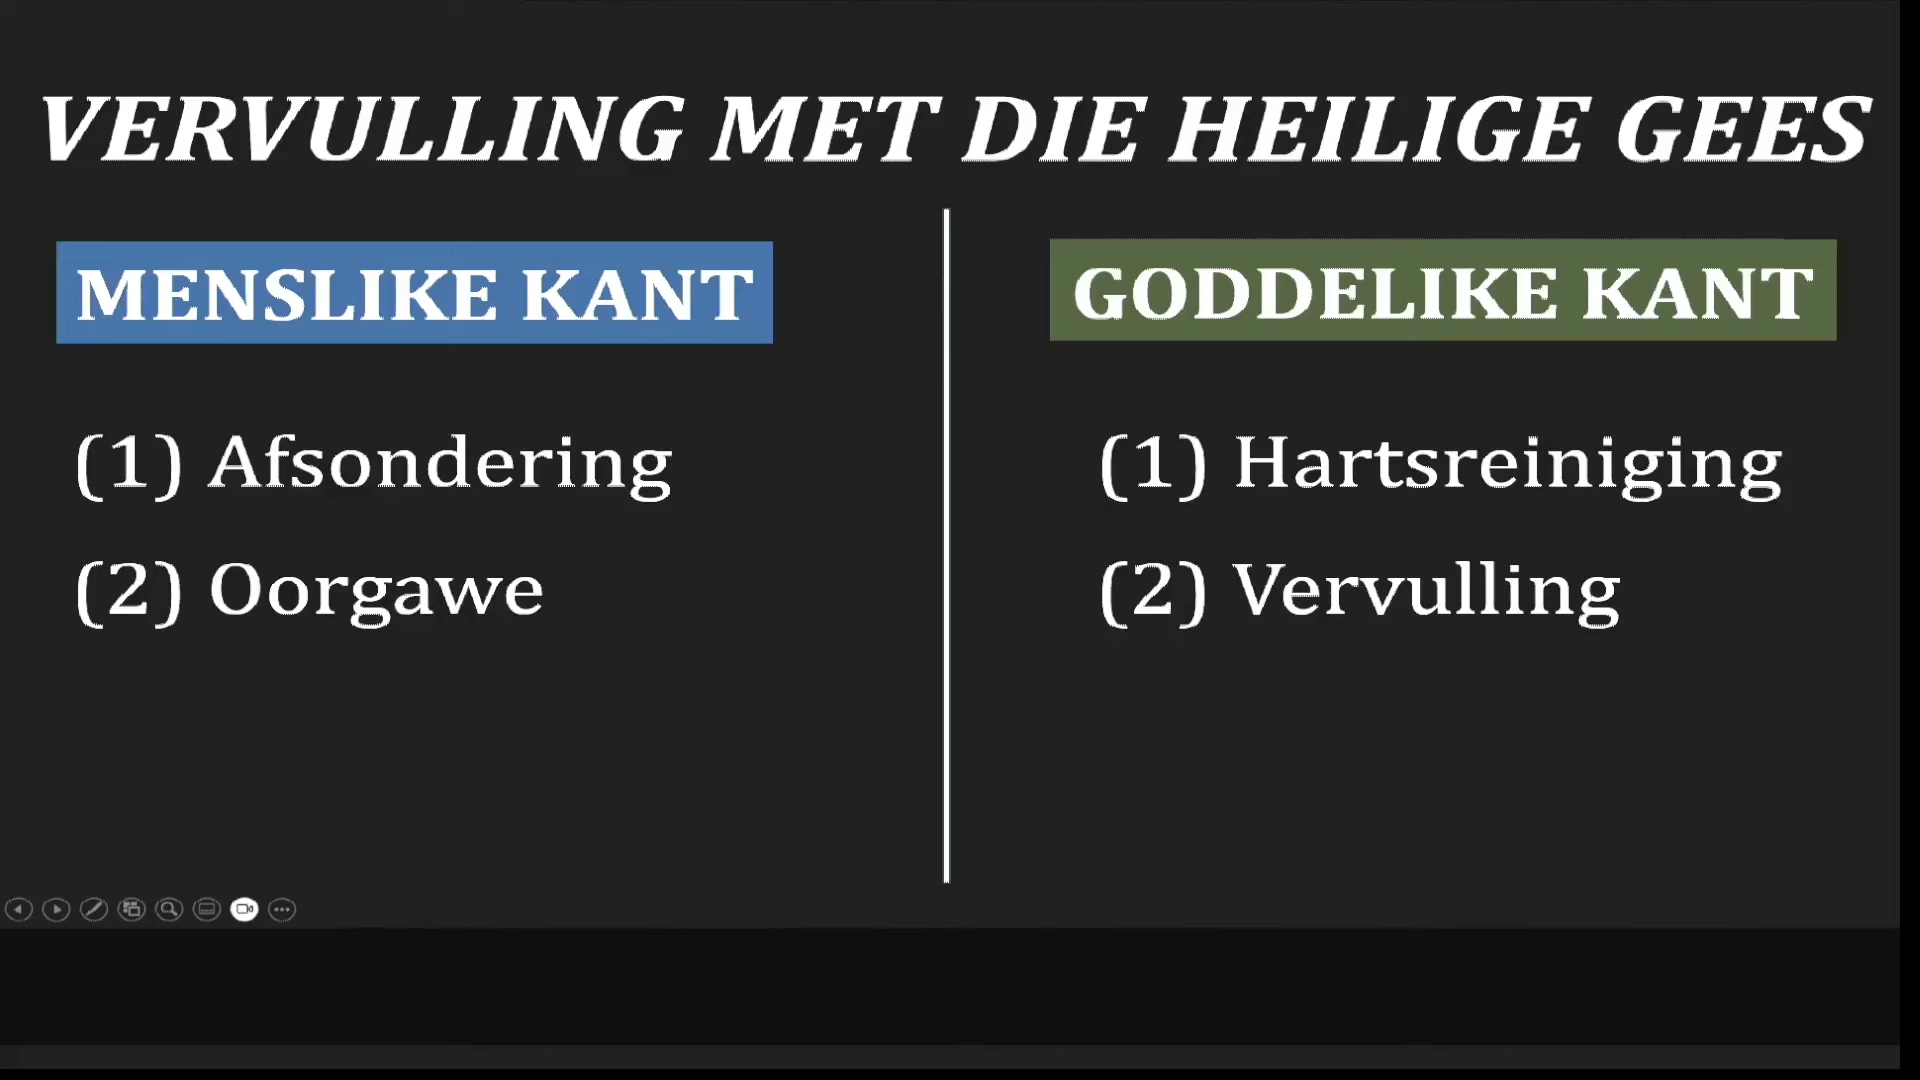 VERVULLING MET DIE HEILIGE GEES
MENSLIKE KANT
(1) Afsondering
(2) Oorgawe
GODDELIKE KANT
(1) Hartsreiniging
(2) Vervulling